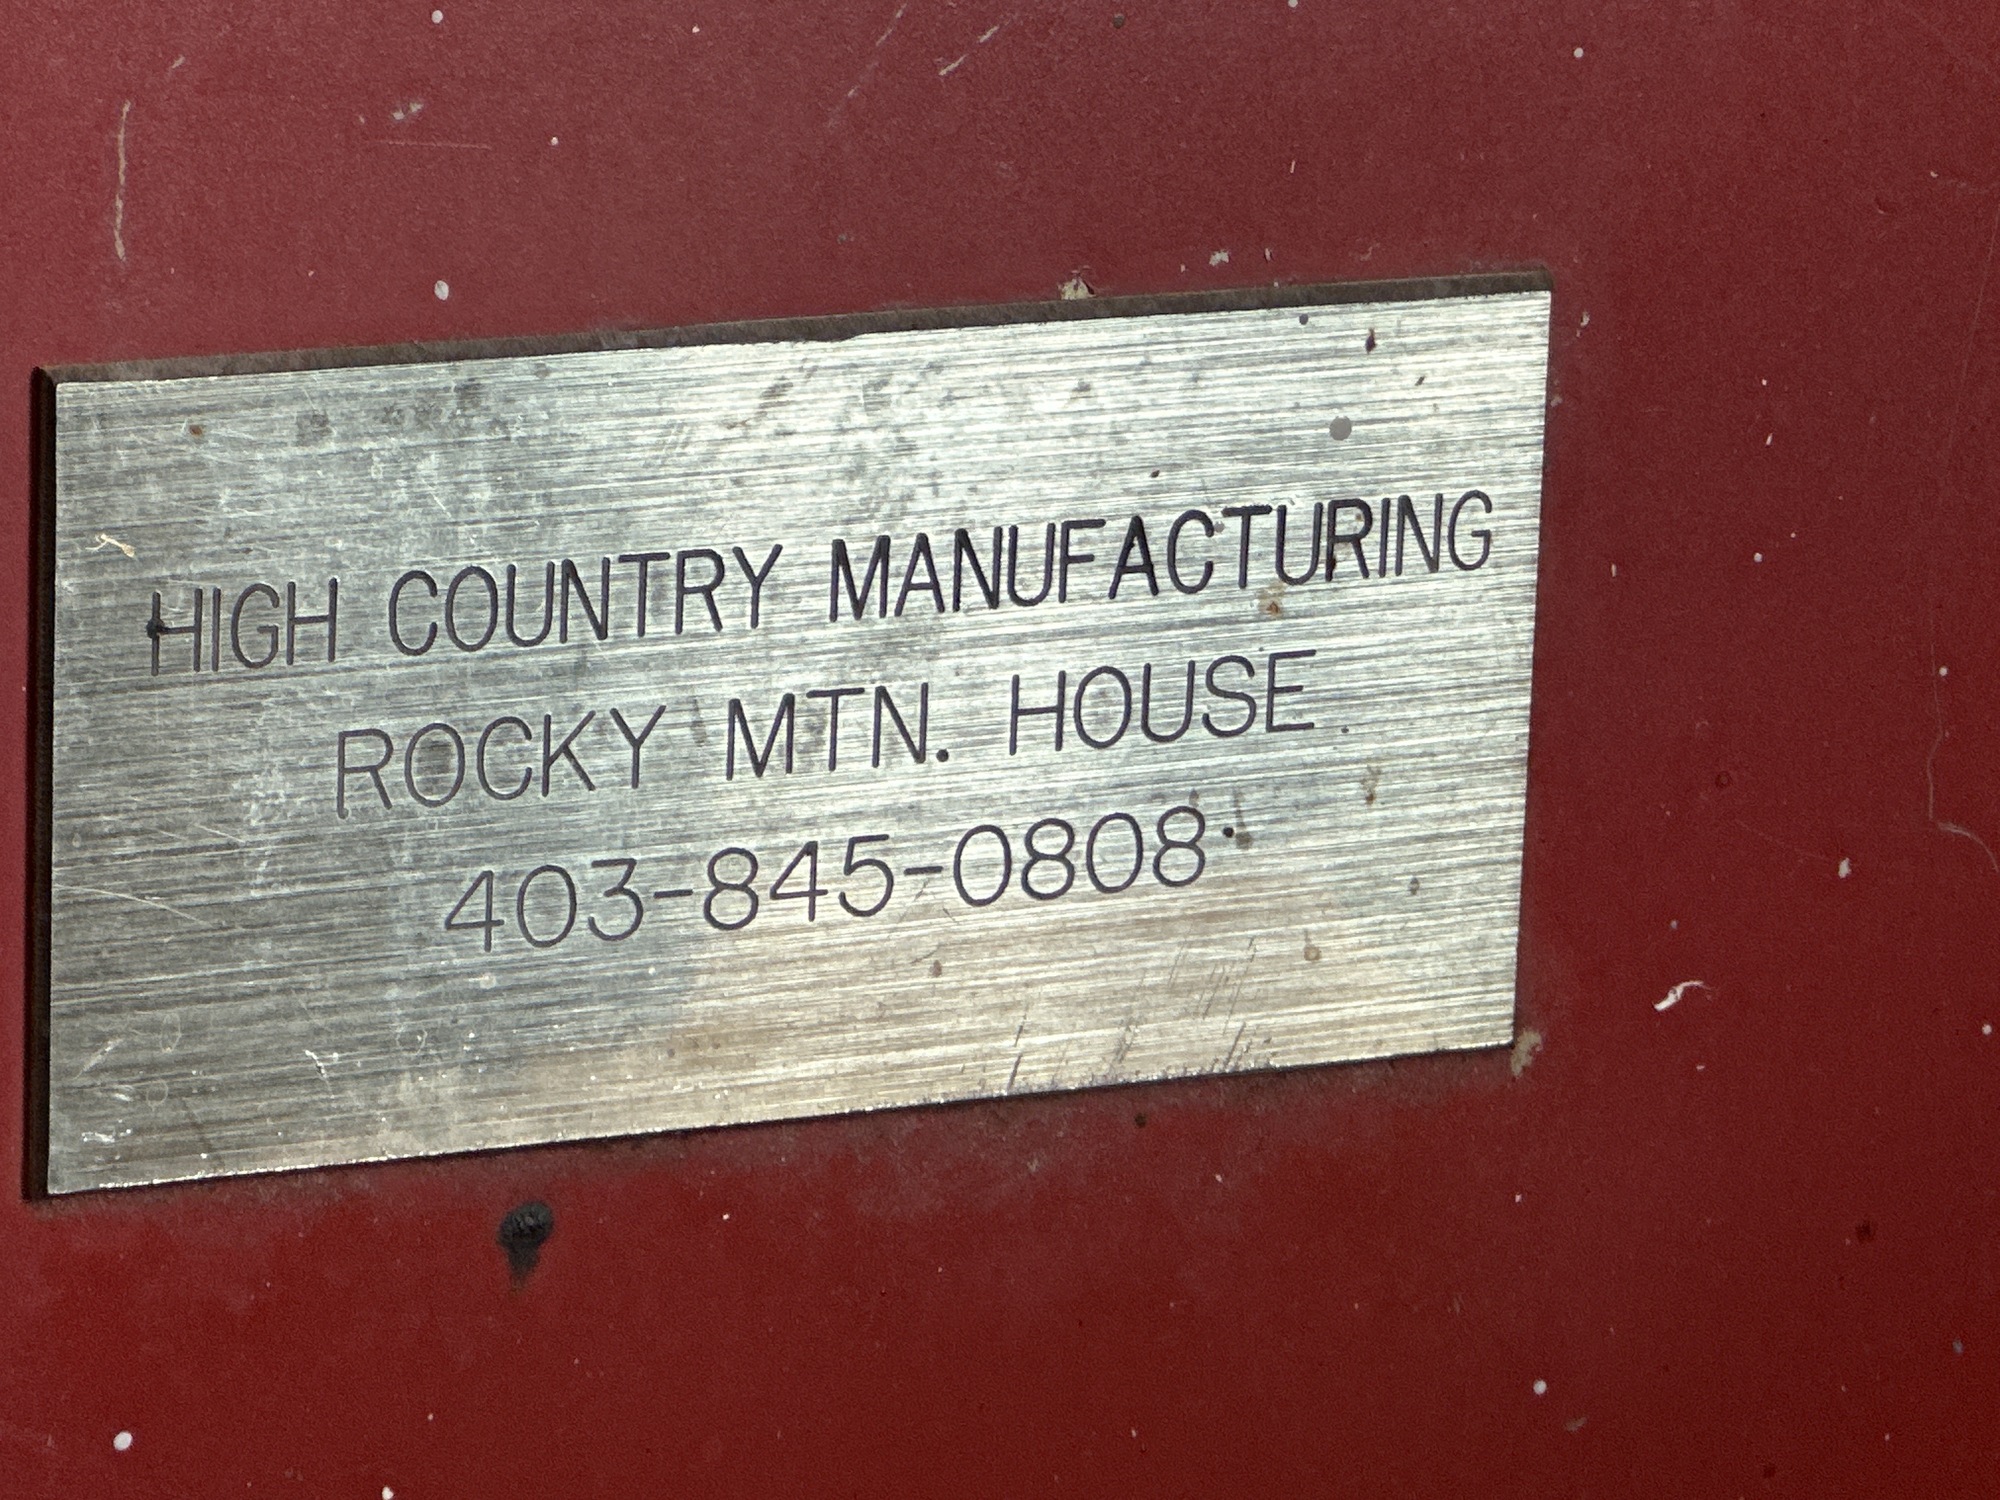 HIGH COUNTRY MANUFACTURING
ROCKY MTN. HOUSE
403-845-0808